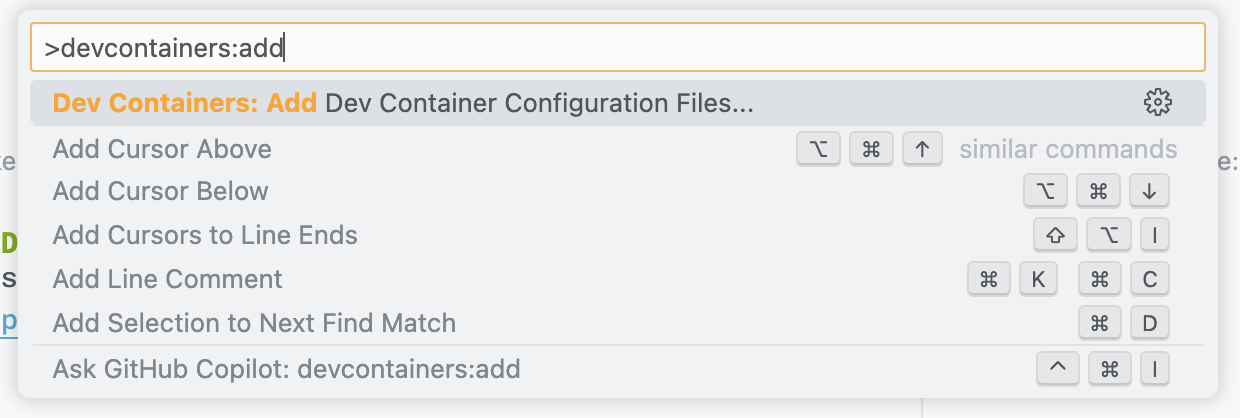 >devcontainers:add
Dev Containers: Add Dev Container Configuration Files...
Add Cursor Above ⌥ ⌘ ↑ similar commands
Add Cursor Below ⌥ ⌘ ↓
Add Cursors to Line Ends ⇧ ⌥ I
Add Line Comment ⌘ K ⌘ C
Add Selection to Next Find Match ⌘ D
Ask GitHub Copilot: devcontainers:add ^ ⌘ I
ke
e:
D
s
p